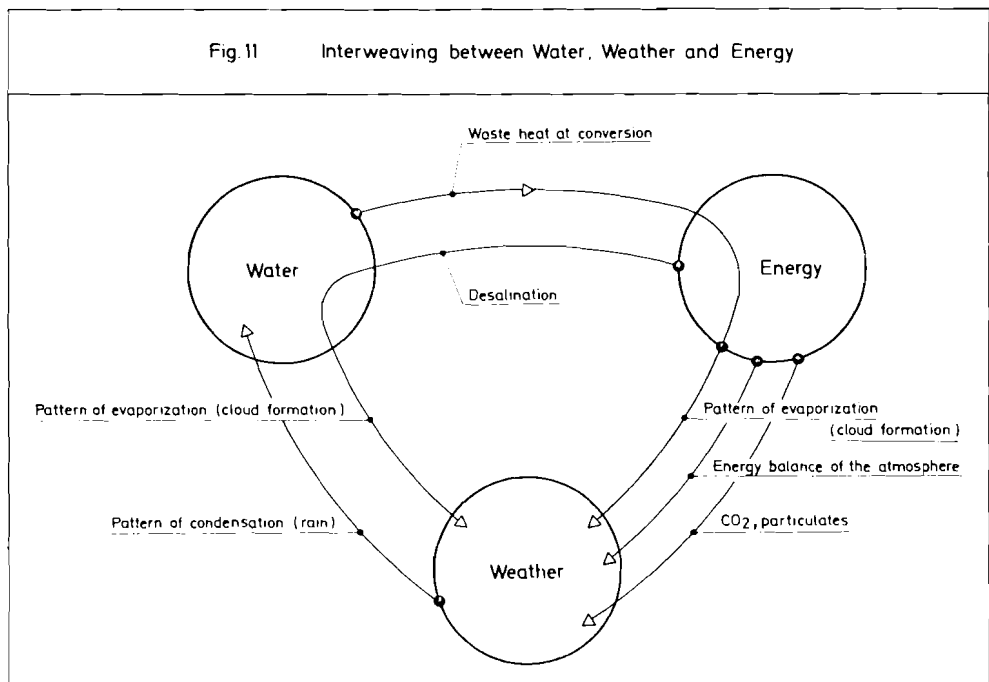 Fig. 11 Interweaving between Water, Weather and Energy
Waste heat at conversion
Water
Energy
Desalination
Pattern of evaporization (cloud formation)
Pattern of evaporization
(cloud formation)
Energy balance of the atmosphere
Pattern of condensation (rain)
CO2, particulates
Weather